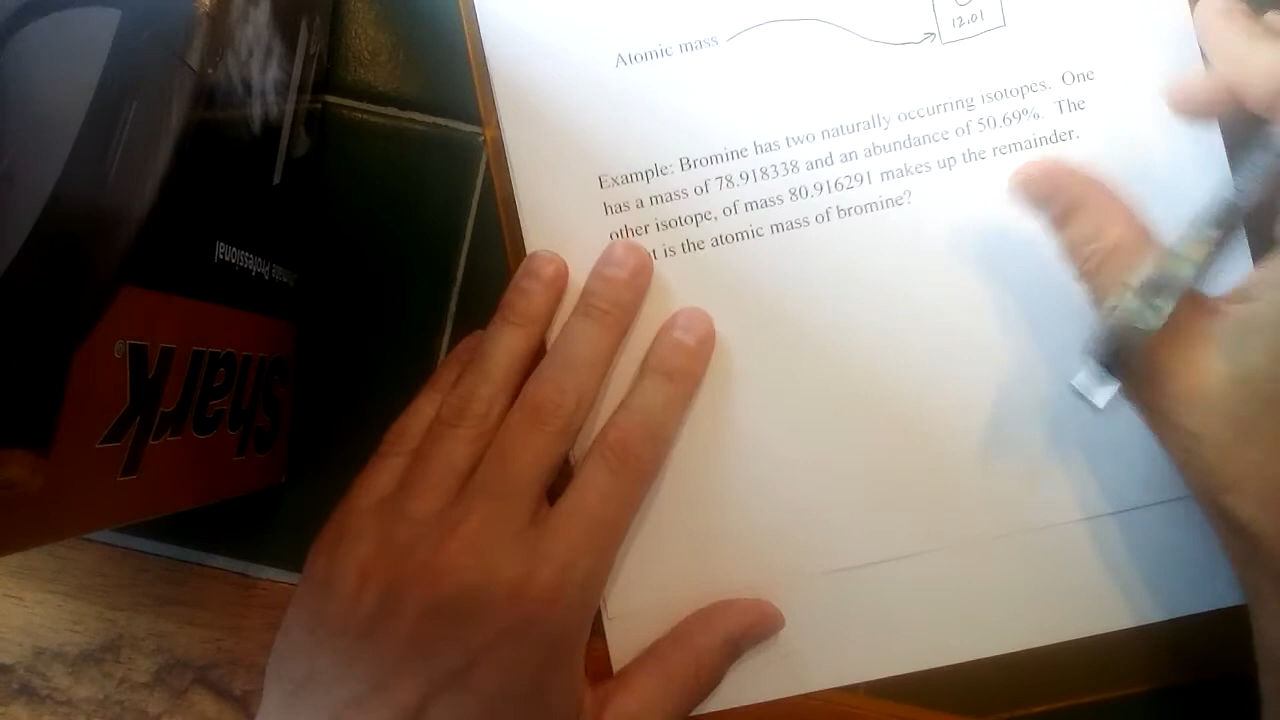 12.01
Atomic mass
Example: Bromine has two naturally occurring isotopes. One
has a mass of 78.918338 and an abundance of 50.69%. The
other isotope, of mass 80.916291 makes up the remainder.
t is the atomic mass of bromine?
Professional
Shark